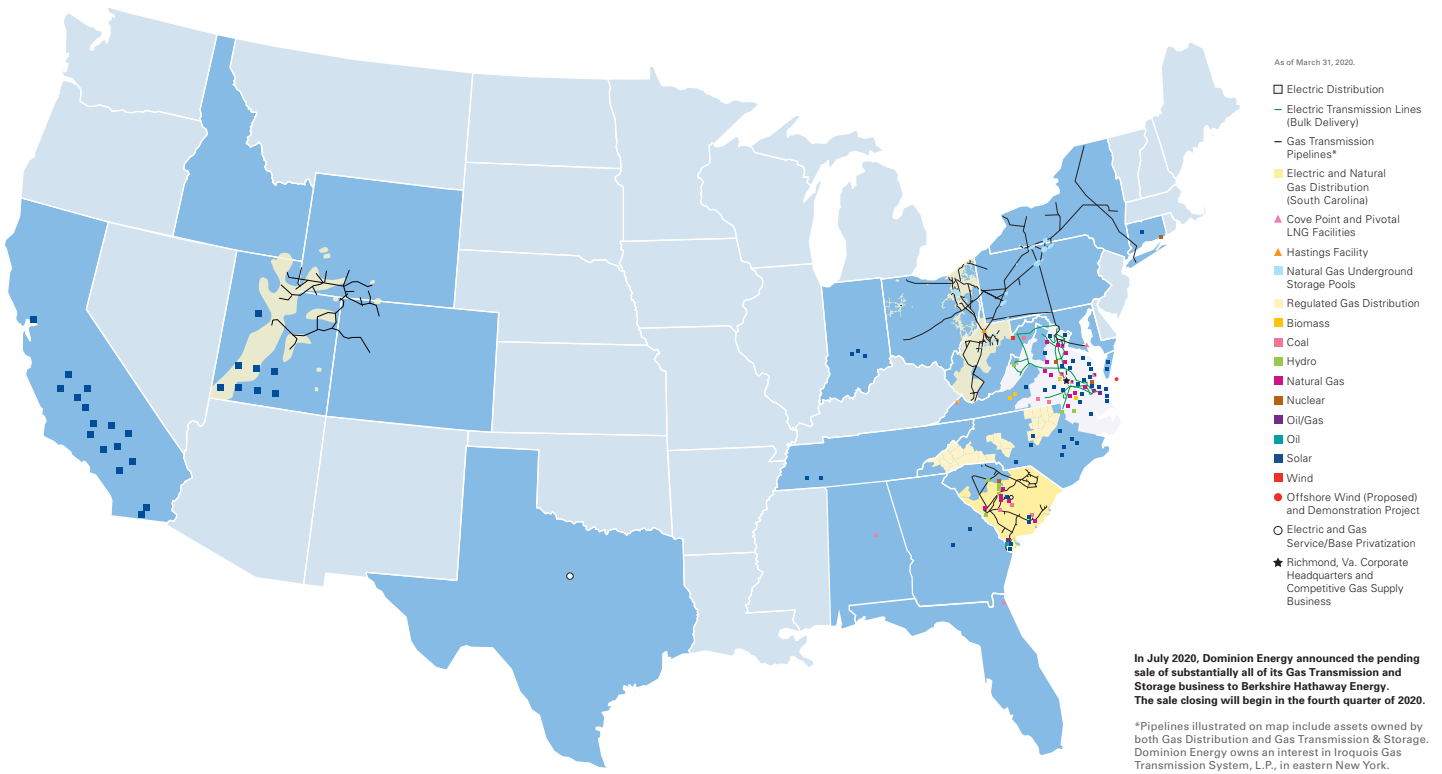 As of March 31, 2020.
Electric Distribution
Electric Transmission Lines
(Bulk Delivery)
Gas Transmission
Pipelines*
Electric and Natural
Gas Distribution
(South Carolina)
Cove Point and Pivotal
LNG Facilities
Hastings Facility
Natural Gas Underground
Storage Pools
Regulated Gas Distribution
Biomass
Coal
Hydro
Natural Gas
Nuclear
Oil/Gas
Oil
Solar
Wind
Offshore Wind (Proposed)
and Demonstration Project
Electric and Gas
Service/Base Privatization
Richmond, Va. Corporate
Headquarters and
Competitive Gas Supply
Business
In July 2020, Dominion Energy announced the pending
sale of substantially all of its Gas Transmission and
Storage business to Berkshire Hathaway Energy.
The sale closing will begin in the fourth quarter of 2020.
*Pipelines illustrated on map include assets owned by
both Gas Distribution and Gas Transmission & Storage.
Dominion Energy owns an interest in Iroquois Gas
Transmission System, L.P., in eastern New York.